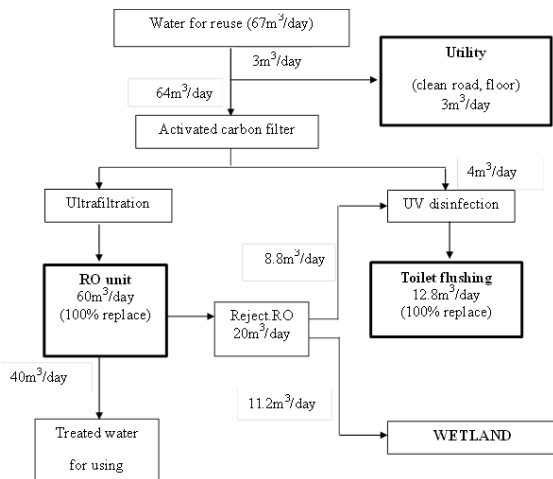 Water for reuse (67m³/day)
3m³/day
Utility
(clean road, floor)
3m³/day
64m³/day
Activated carbon filter
4m³/day
Ultrafiltration
UV disinfection
8.8m³/day
RO unit
60m³/day
(100% replace)
Reject.RO
20m³/day
Toilet flushing
12.8m³/day
(100% replace)
40m³/day
11.2m³/day
Treated water
for using
WETLAND